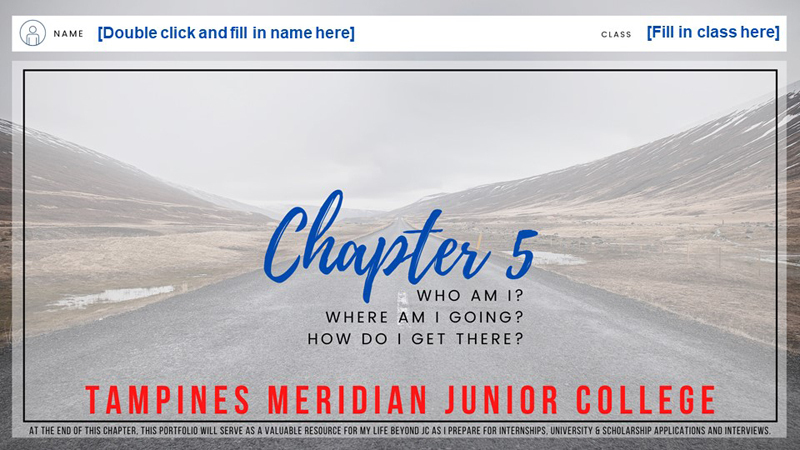 NAME [Double click and fill in name here] CLASS [Fill in class here]
Chapter 5
WHO AM I?
WHERE AM I GOING?
HOW DO I GET THERE?
TAMPINES MERIDIAN JUNIOR COLLEGE
AT THE END OF THIS CHAPTER, THIS PORTFOLIO WILL SERVE AS A VALUABLE RESOURCE FOR MY LIFE BEYOND JC AS I PREPARE FOR INTERNSHIPS, UNIVERSITY & SCHOLARSHIP APPLICATIONS AND INTERVIEWS.